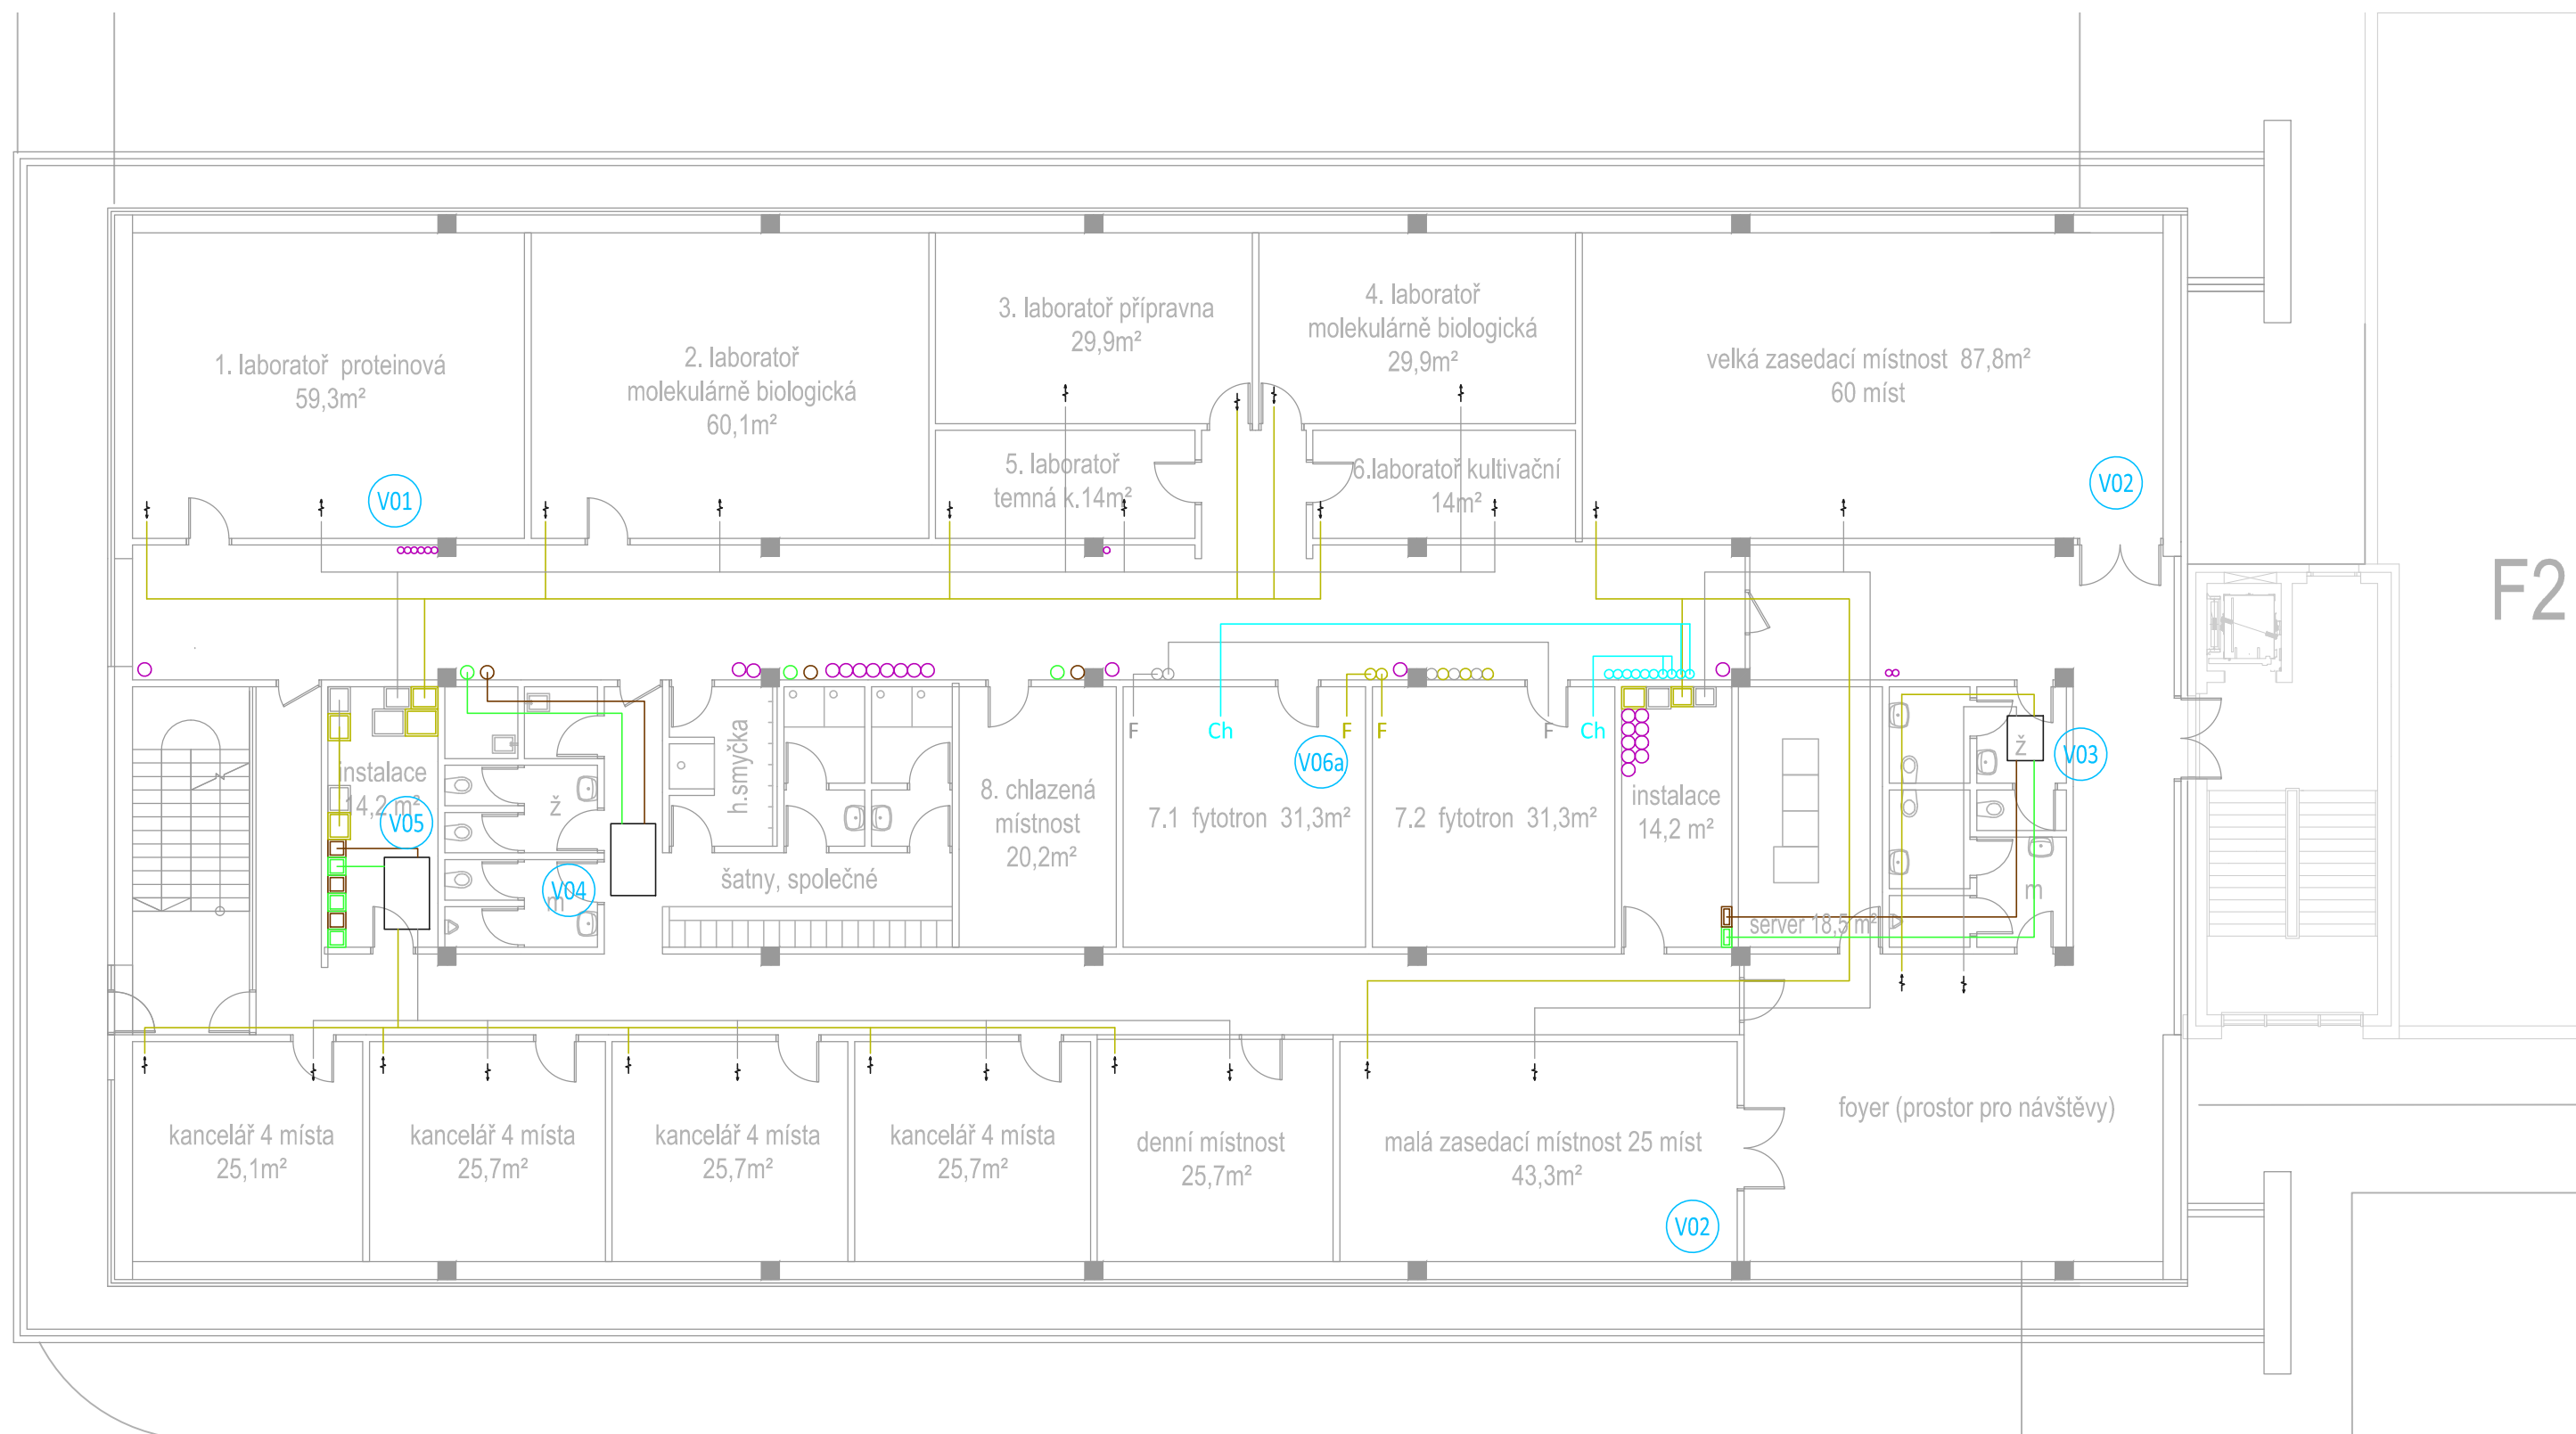 1. laboratoř proteinová
59,3m²
2. laboratoř
molekulárně biologická
60,1m²
3. laboratoř přípravna
29,9m²
4. laboratoř
molekulárně biologická
29,9m²
velká zasedací místnost 87,8m²
60 míst
5. laboratoř
temná k.14m²
6.laboratoř kultivační
14m²
V01
V02
F2
instalace
14,2 m²
V05
ž
V04
m
h.smyčka
šatny, společné
8. chlazená
místnost
20,2m²
F
Ch
F
F
F
Ch
V06a
7.1 fytotron 31,3m²
7.2 fytotron 31,3m²
instalace
14,2 m²
server 18,5 m²
ž
V03
m
kancelář 4 místa
25,1m²
kancelář 4 místa
25,7m²
kancelář 4 místa
25,7m²
kancelář 4 místa
25,7m²
denní místnost
25,7m²
malá zasedací místnost 25 míst
43,3m²
V02
foyer (prostor pro návštěvy)